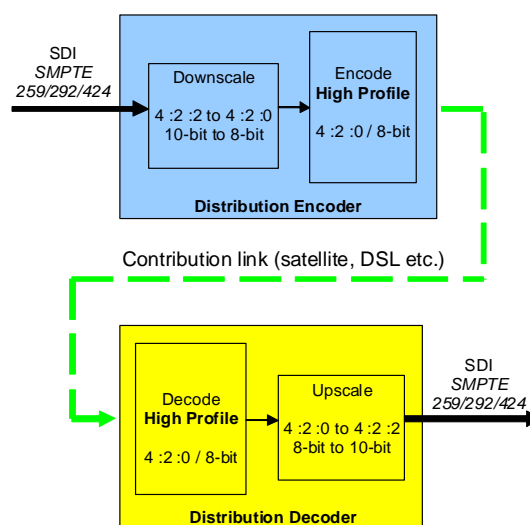 SDI
SMPTE
259/292/424
Downscale
4 :2 :2 to 4 :2 :0
10-bit to 8-bit
Encode
High Profile
4 :2 :0 / 8-bit
Distribution Encoder
Contribution link (satellite, DSL etc.)
Decode
High Profile
4 :2 :0 / 8-bit
Upscale
4 :2 :0 to 4 :2 :2
8-bit to 10-bit
SDI
SMPTE
259/292/424
Distribution Decoder